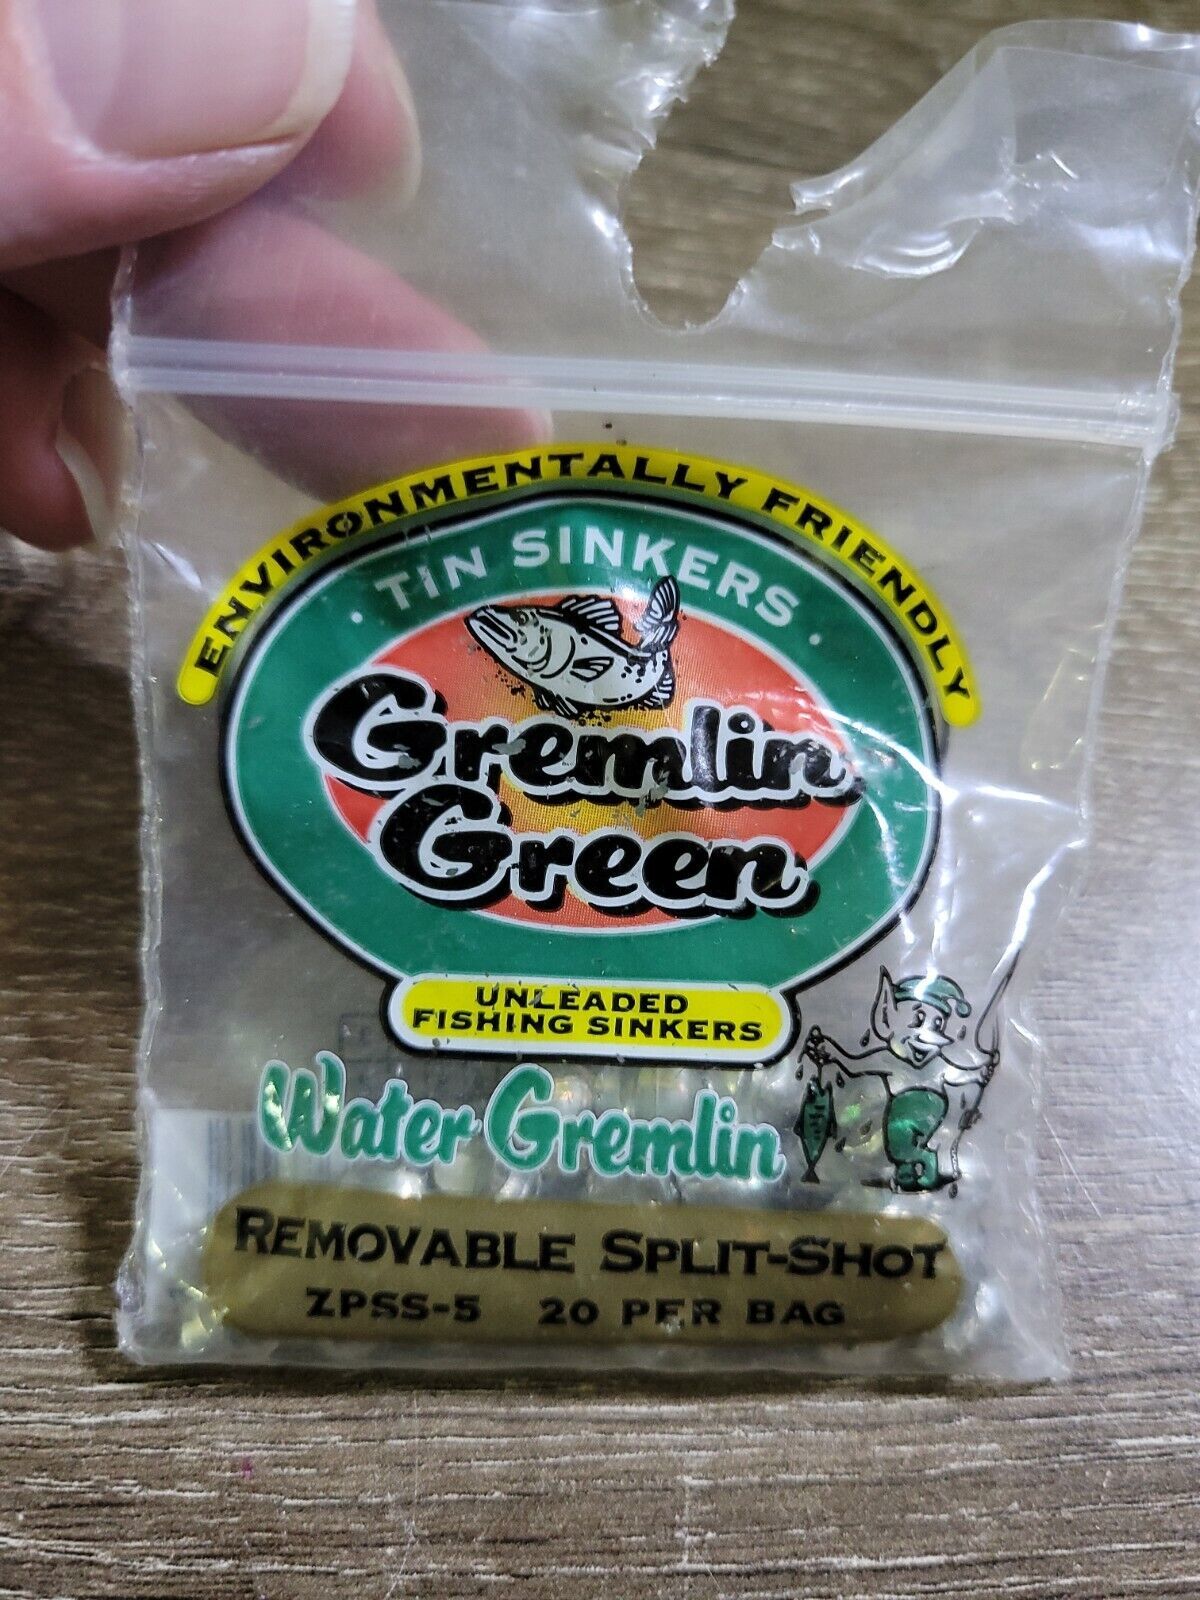 ENVIRONMENTALLY FRIENDLY
· TIN SINKERS ·
Gremlin
Green
UNLEADED
FISHING SINKERS
Water Gremlin
REMOVABLE SPLIT-SHOT
ZPSS-5 20 PER BAG